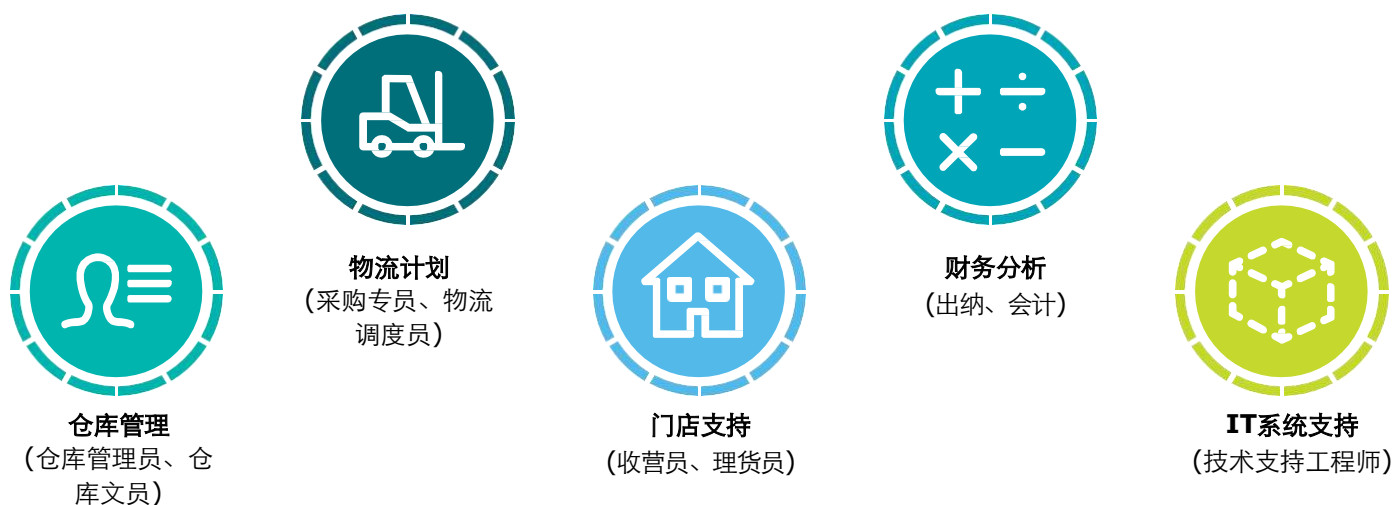 仓库管理
(仓库管理员、仓
库文员)
物流计划
(采购专员、物流
调度员)
门店支持
(收营员、理货员)
财务分析
(出纳、会计)
IT系统支持
(技术支持工程师)